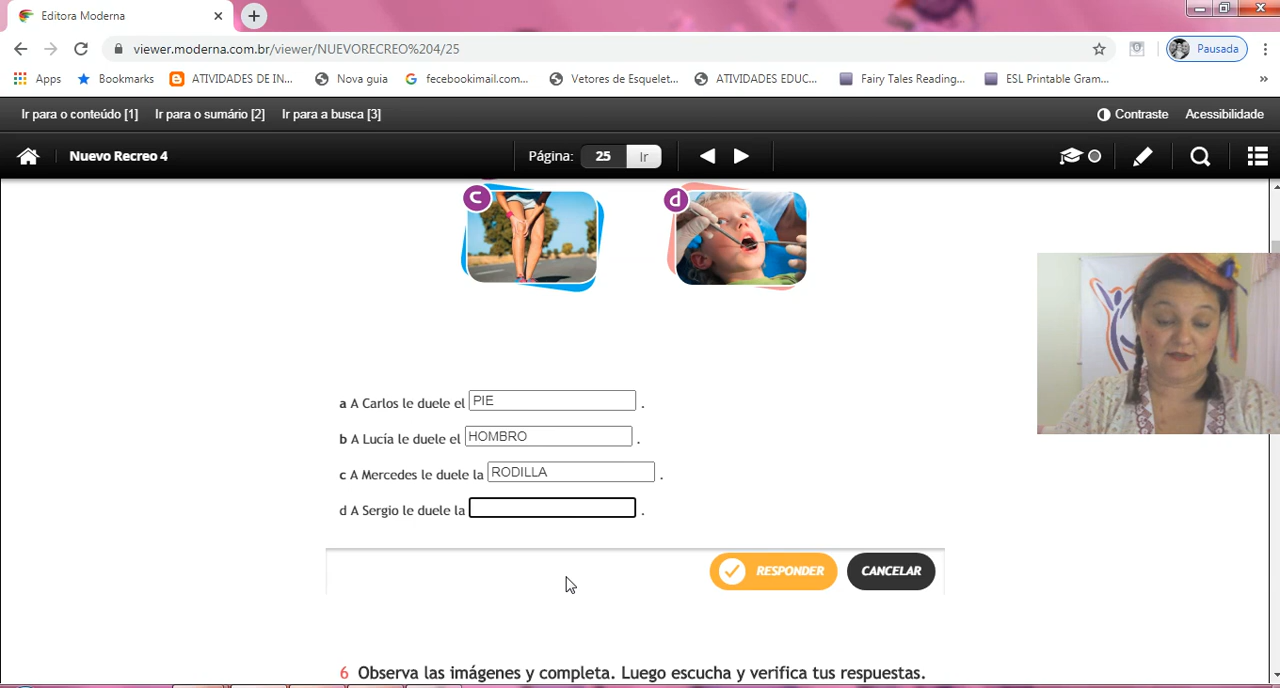 Editora Moderna
viewer.moderna.com.br/viewer/NUEVORECREO%204/25
Pausada
Apps
Bookmarks
ATIVIDADES DE IN...
Nova guia
fecebookimail.com...
Vetores de Esquelet...
ATIVIDADES EDUC...
Fairy Tales Reading...
ESL Printable Gram...
»
Ir para o conteúdo [1]
Ir para o sumário [2]
Ir para a busca [3]
Contraste
Acessibilidade
Nuevo Recreo 4
Página: 25 Ir
c
d
a A Carlos le duele el PIE .
b A Lucía le duele el HOMBRO .
c A Mercedes le duele la RODILLA .
d A Sergio le duele la .
RESPONDER
CANCELAR
6 Observa las imágenes y completa. Luego escucha y verifica tus respuestas.